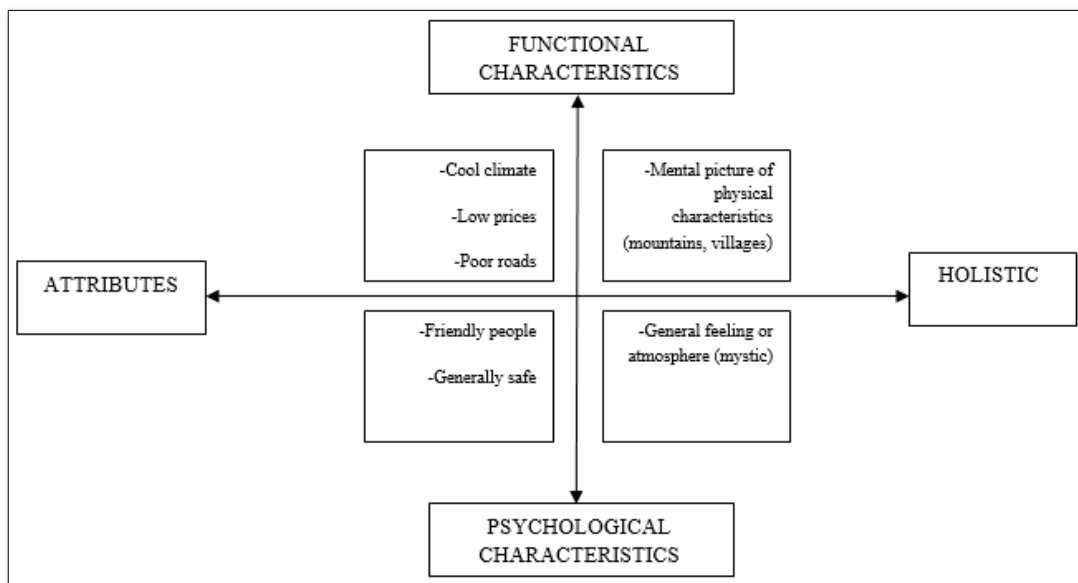 FUNCTIONAL
CHARACTERISTICS
-Cool climate
-Low prices
-Poor roads
-Mental picture of
physical
characteristics
(mountains, villages)
ATTRIBUTES
HOLISTIC
-Friendly people
-Generally safe
-General feeling or
atmosphere (mystic)
PSYCHOLOGICAL
CHARACTERISTICS